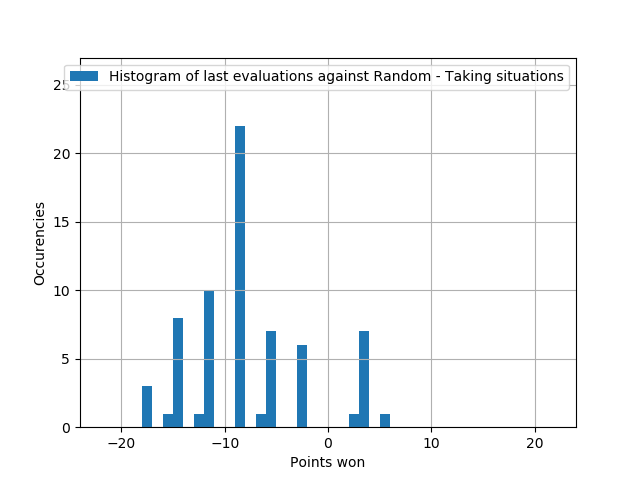 Histogram of last evaluations against Random - Taking situations
25
20
15
10
5
0
Occurencies
−20 −10 0 10 20
Points won